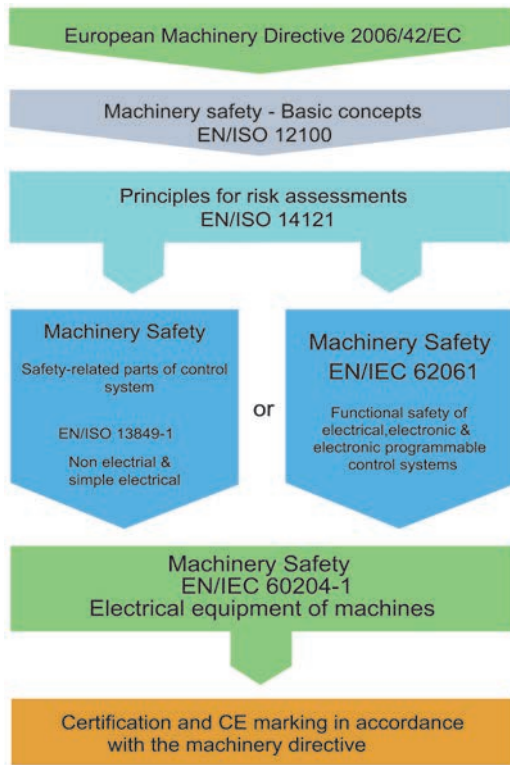 European Machinery Directive 2006/42/EC
Machinery safety - Basic concepts
EN/ISO 12100
Principles for risk assessments
EN/ISO 14121
Machinery Safety
Safety-related parts of control
system
EN/ISO 13849-1
Non electrial &
simple electrical
or
Machinery Safety
EN/IEC 62061
Functional safety of
electrical,electronic &
electronic programmable
control systems
Machinery Safety
EN/IEC 60204-1
Electrical equipment of machines
Certification and CE marking in accordance
with the machinery directive